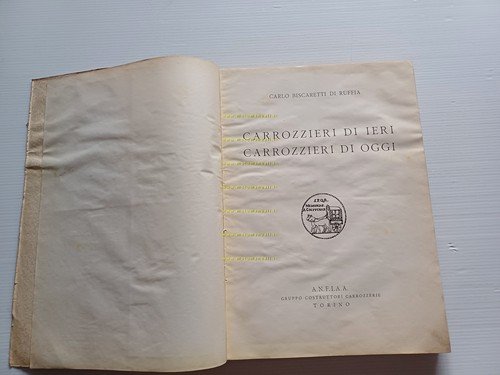 CARLO BISCARETTI DI RUFFIA
CARROZZIERI DI IERI
CARROZZIERI DI OGGI
A.N.F.I.A.A.
GRUPPO COSTRUTTORI CARROZZERIE
TORINO